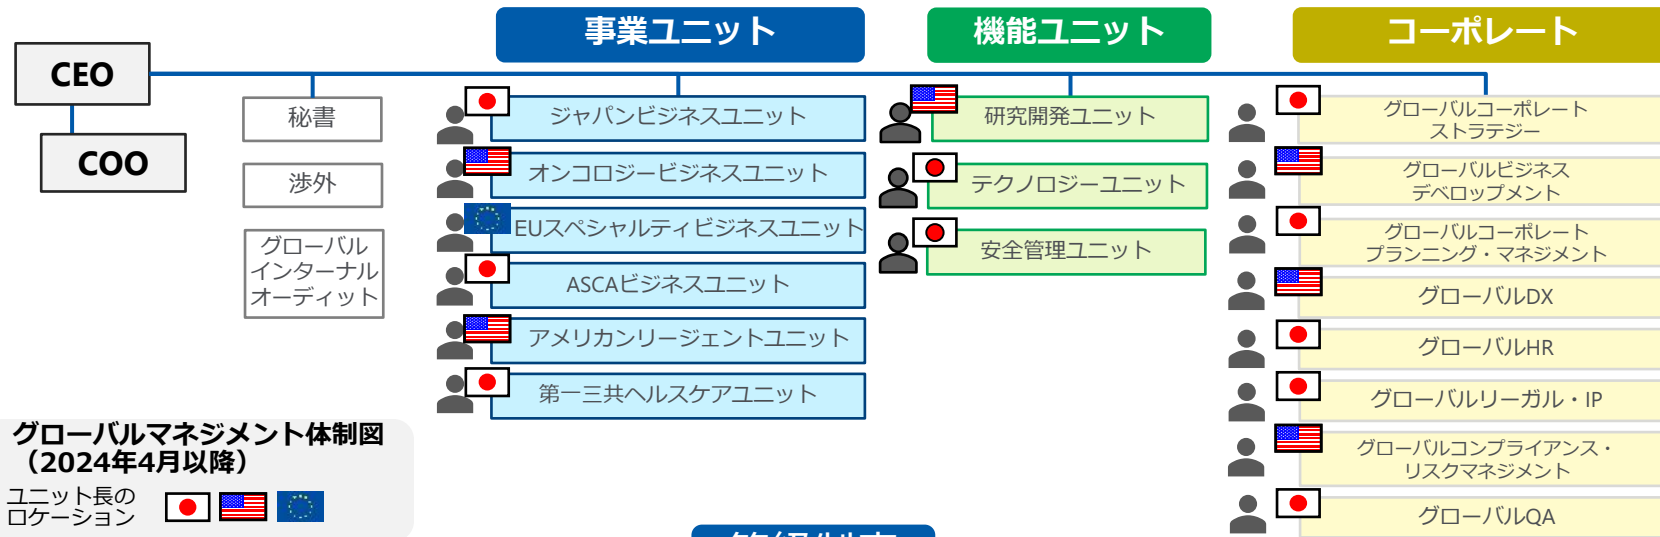 事業ユニット
機能ユニット
コーポレート
CEO
COO
秘書
渉外
グローバル
インターナル
オーディット
ジャパンビジネスユニット
オンコロジービジネスユニット
EUスペシャルティビジネスユニット
ASCAビジネスユニット
アメリカンリージェントユニット
第一三共ヘルスケアユニット
研究開発ユニット
テクノロジーユニット
安全管理ユニット
グローバルコーポレート
ストラテジー
グローバルビジネス
デベロップメント
グローバルコーポレート
プランニング・マネジメント
グローバルDX
グローバルHR
グローバルリーガル・IP
グローバルコンプライアンス・
リスクマネジメント
グローバルQA
グローバルマネジメント体制図
（2024年4月以降）
ユニット長の
ロケーション